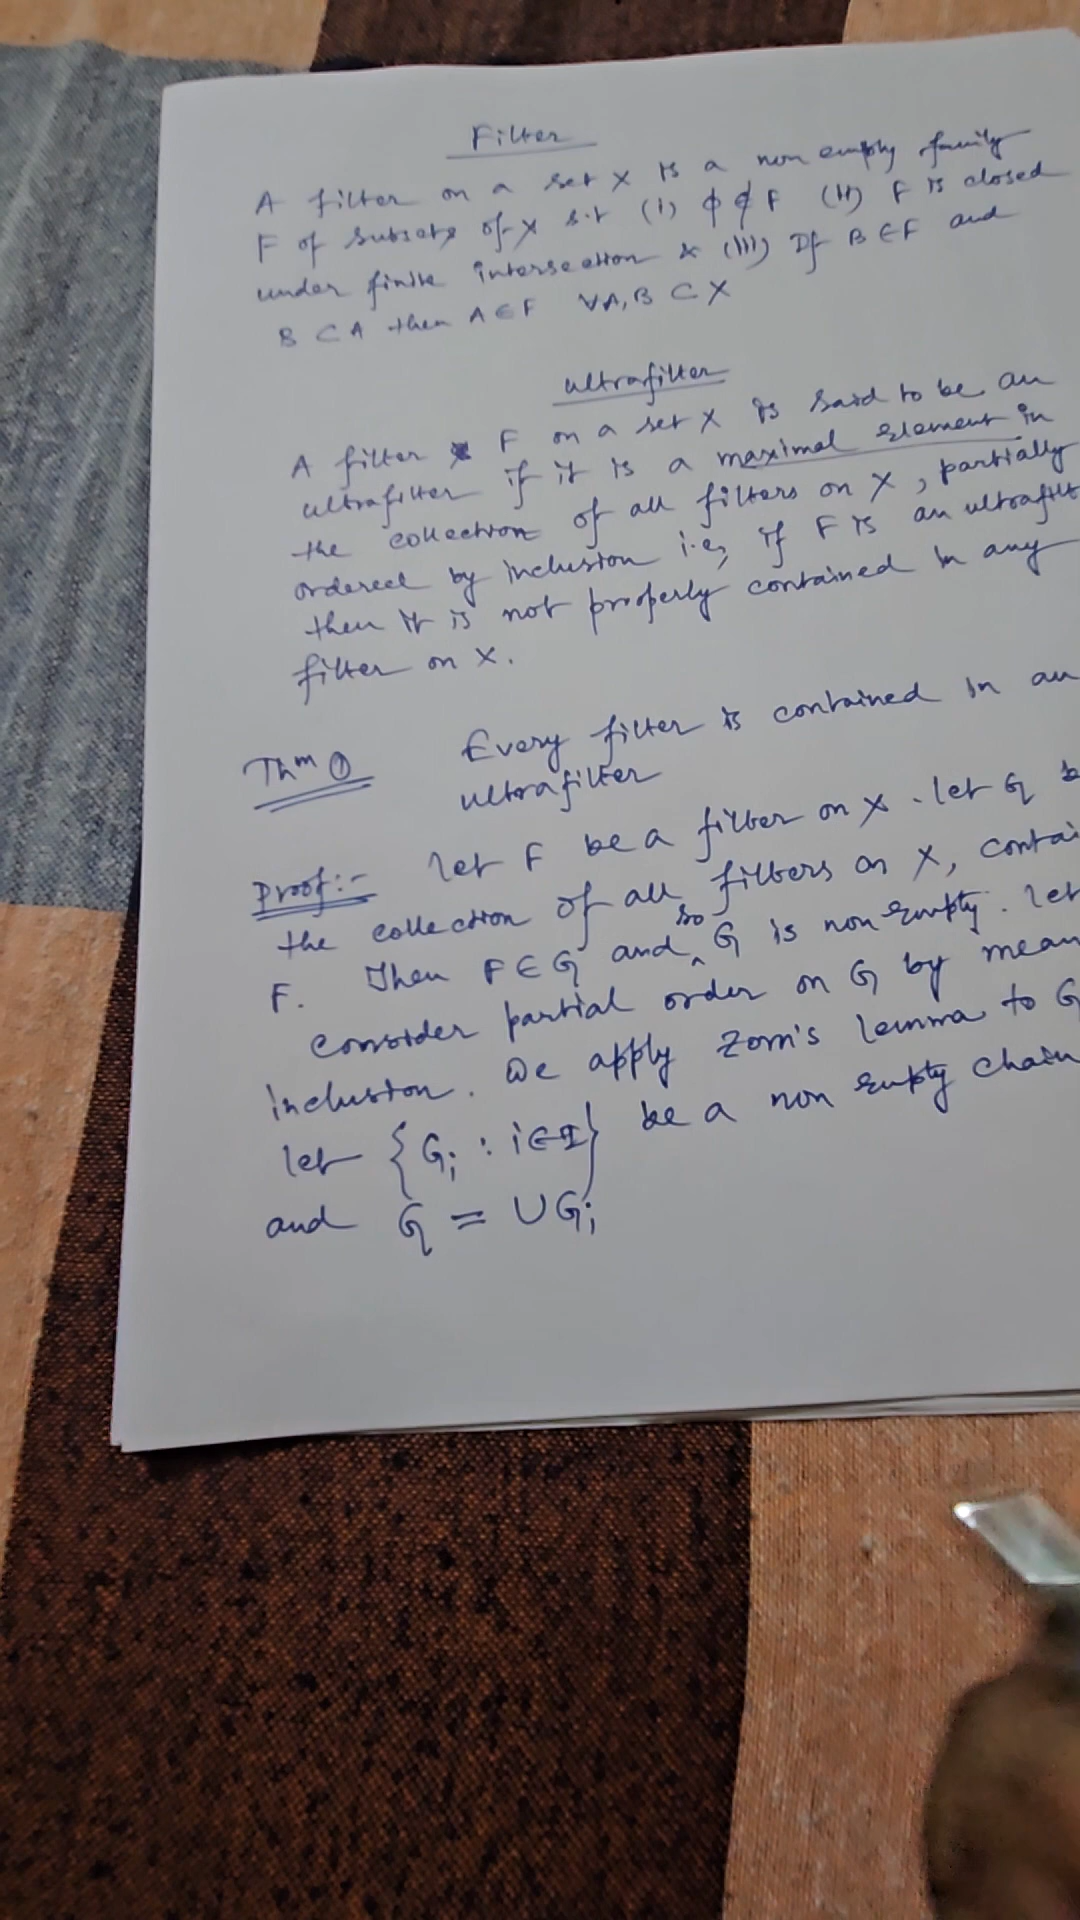 Filter
A filter on a set X is a non empty family
F of subsets of X s.t (i) ϕ ∉ F (ii) F is closed
under finite intersection & (iii) If B ∈ F and
B ⊂ A then A ∈ F ∀A, B ⊂ X
ultrafilter
A filter F on a set X is said to be an
ultrafilter if it is a maximal element in
the collection of all filters on X, partially
ordered by inclusion i.e, if F is an ultrafilt
then it is not properly contained in any
filter on X.
Thm ① Every filter is contained in an
ultrafilter
Proof:- let F be a filter on X. let G b
the collection of all filters on X, contai
F. Then F ∈ G and so G is non empty. let
consider partial order on G by mean
inclusion. We apply Zorn's lemma to G
let {Gi : i ∈ I} be a non empty chain
and G = ∪Gi